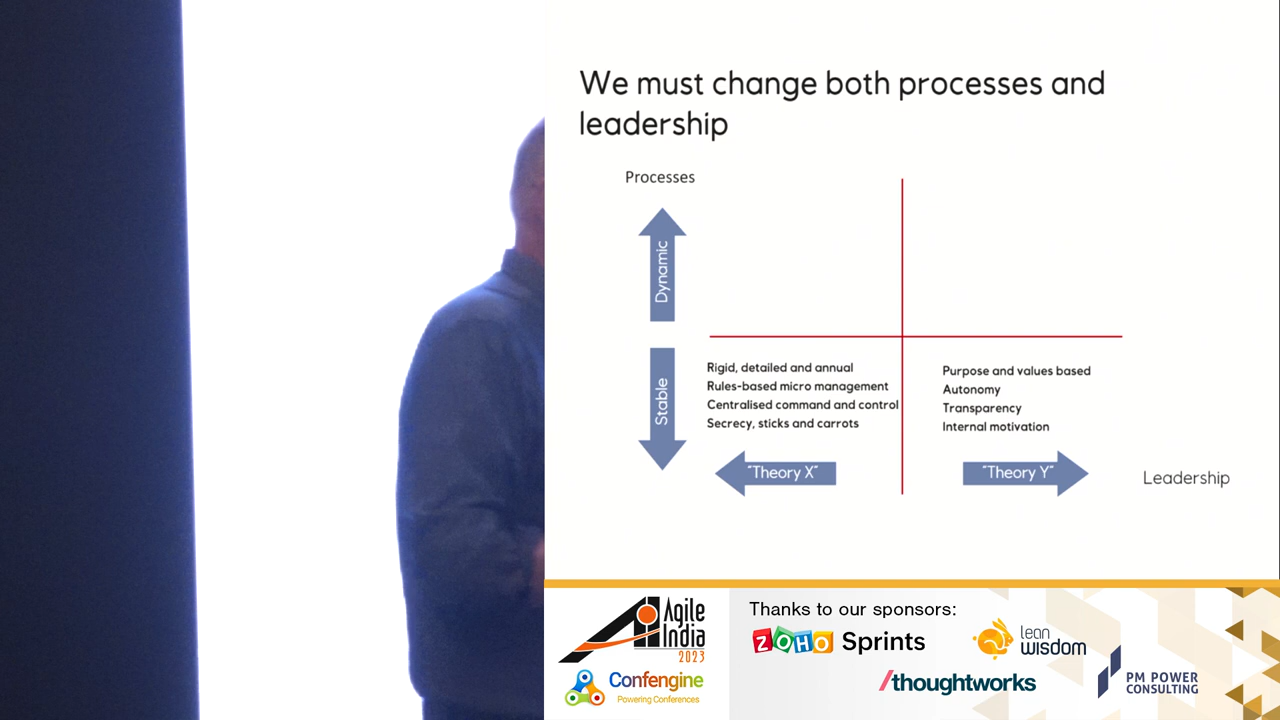 We must change both processes and
leadership
Processes
Dynamic
Stable
Rigid, detailed and annual
Rules-based micro management
Centralised command and control
Secrecy, sticks and carrots
Purpose and values based
Autonomy
Transparency
Internal motivation
"Theory X"
"Theory Y"
Leadership
Agile
India
2023
Confengine
Powering Conferences
Thanks to our sponsors:
ZOHO Sprints
lean
wisdom
/thoughtworks
PM POWER
CONSULTING